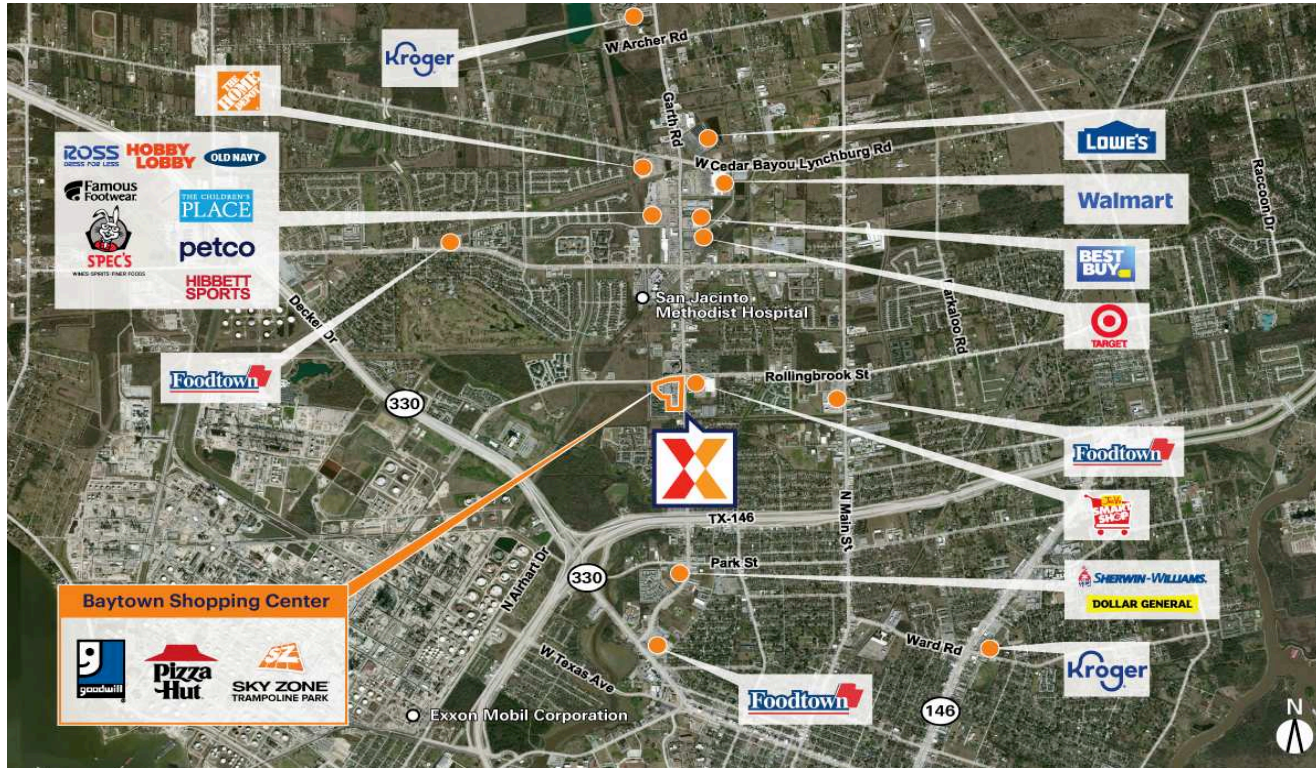 W Archer Rd
Kroger
THE
HOME
DEPOT
Garth Rd
LOWE'S
W Cedar Bayou Lynchburg Rd
Raccoon Dr
ROSS
DRESS FOR LESS
HOBBY
LOBBY
OLD NAVY
Famous
Footwear
THE CHILDREN'S
PLACE
SPEC'S
WINES·SPIRITS·FINER FOODS
petco
HIBBETT
SPORTS
Walmart
BEST
BUY
TARGET
Decker Dr
San Jacinto
Methodist Hospital
Foodtown
330
Rollingbrook St
Foodtown
SMART
SHOP
TX-146
N Main St
N Airhart Dr
330
Park St
SHERWIN-WILLIAMS.
DOLLAR GENERAL
Baytown Shopping Center
goodwill
Pizza
Hut
SZ
SKY ZONE
TRAMPOLINE PARK
W Texas Ave
Ward Rd
Kroger
Foodtown
146
Exxon Mobil Corporation
N